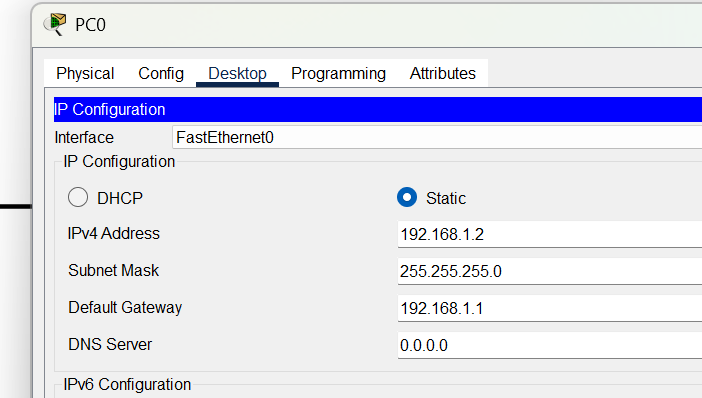 PC0
Physical Config Desktop Programming Attributes
IP Configuration
Interface FastEthernet0
IP Configuration
DHCP Static
IPv4 Address 192.168.1.2
Subnet Mask 255.255.255.0
Default Gateway 192.168.1.1
DNS Server 0.0.0.0
IPv6 Configuration